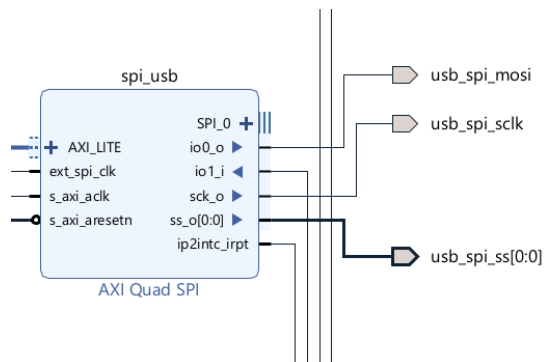 spi_usb
SPI_0
AXI_LITE
io0_o
ext_spi_clk
io1_i
s_axi_aclk
sck_o
s_axi_aresetn
ss_o[0:0]
ip2intc_irpt
AXI Quad SPI
usb_spi_mosi
usb_spi_sclk
usb_spi_ss[0:0]